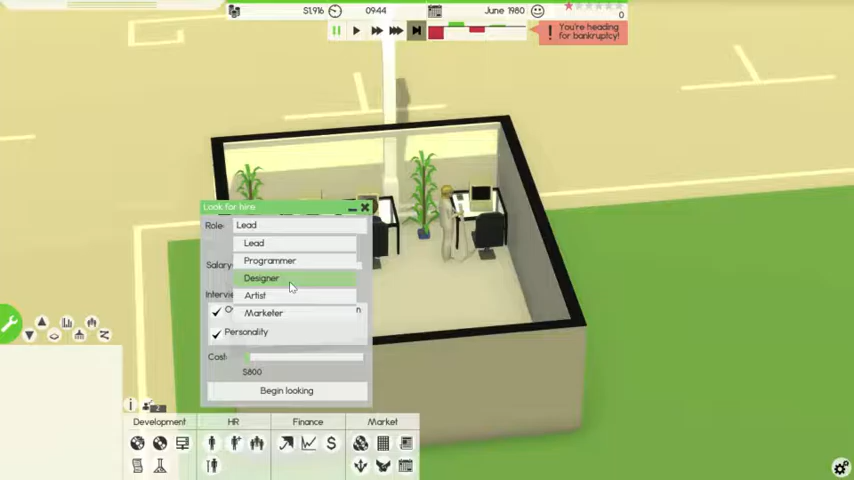 $1,916 09:44 June 1980
0
You're heading
for bankruptcy!
Look for hire
Role: Lead
Lead
Programmer
Salary
Designer
Artist
Marketer
Personality
Cost:
$800
Begin looking
2
Development HR Finance Market